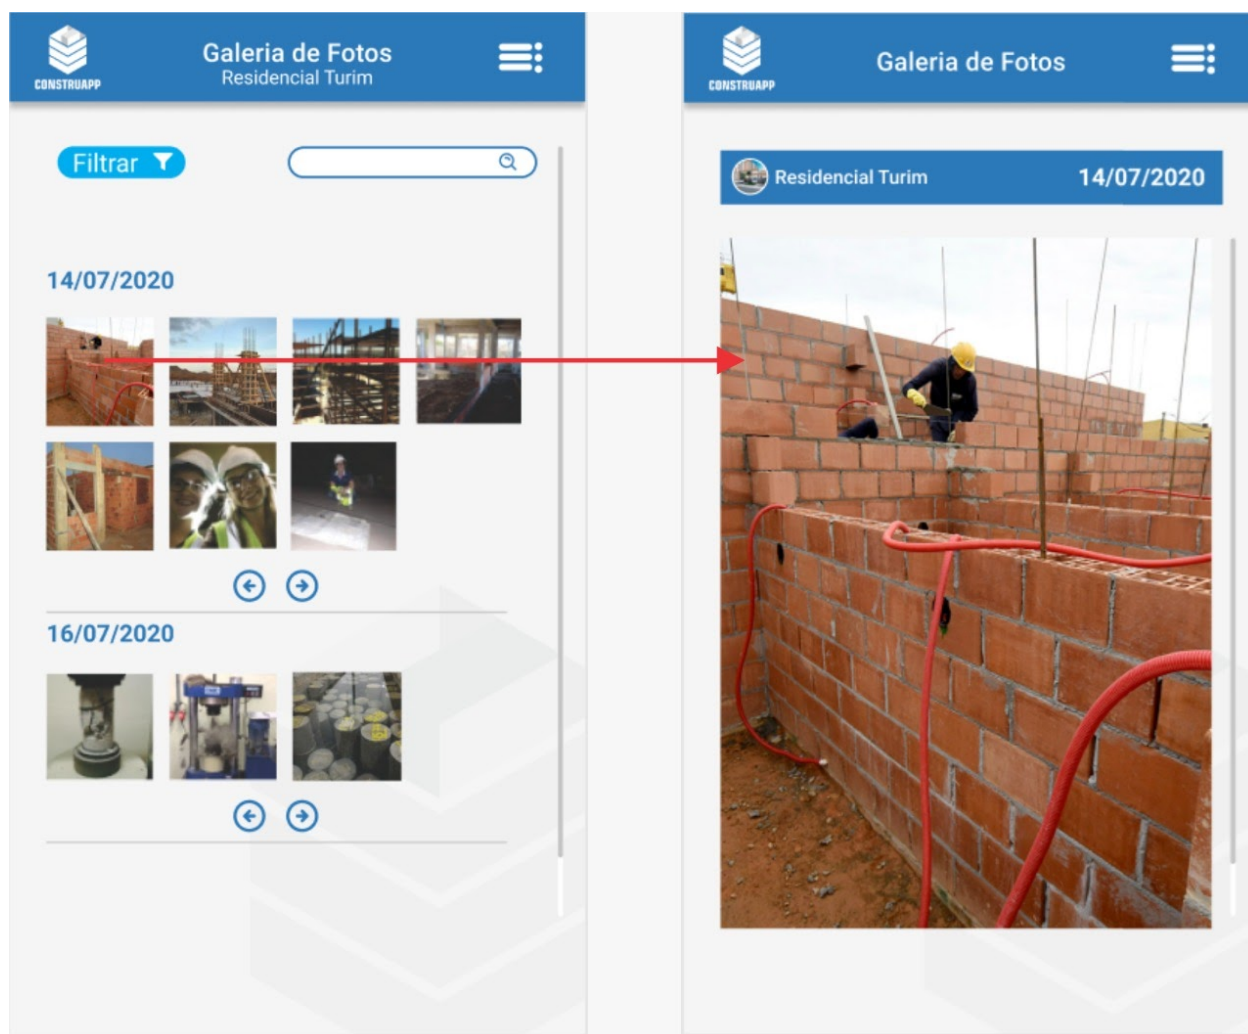 CONSTRUAPP
Galeria de Fotos
Residencial Turim
Filtrar
14/07/2020
16/07/2020
CONSTRUAPP
Galeria de Fotos
Residencial Turim
14/07/2020